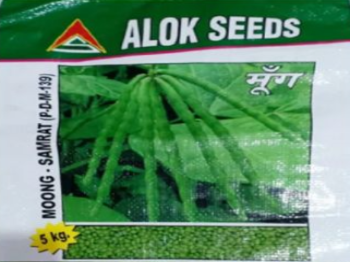 ALOK SEEDS
मूँग
MOONG - SAMRAT (P-D-M-139)
5 kg.